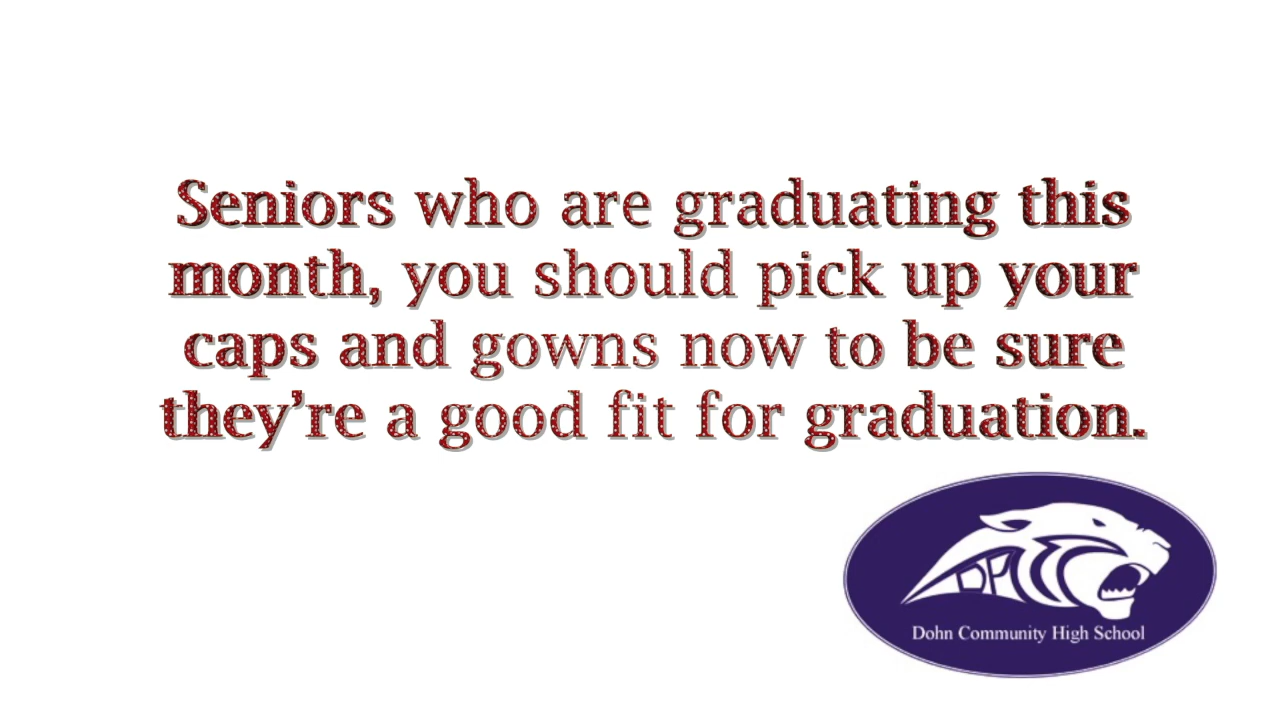 Seniors who are graduating this
month, you should pick up your
caps and gowns now to be sure
they’re a good fit for graduation.
Dohn Community High School